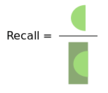 Recall =